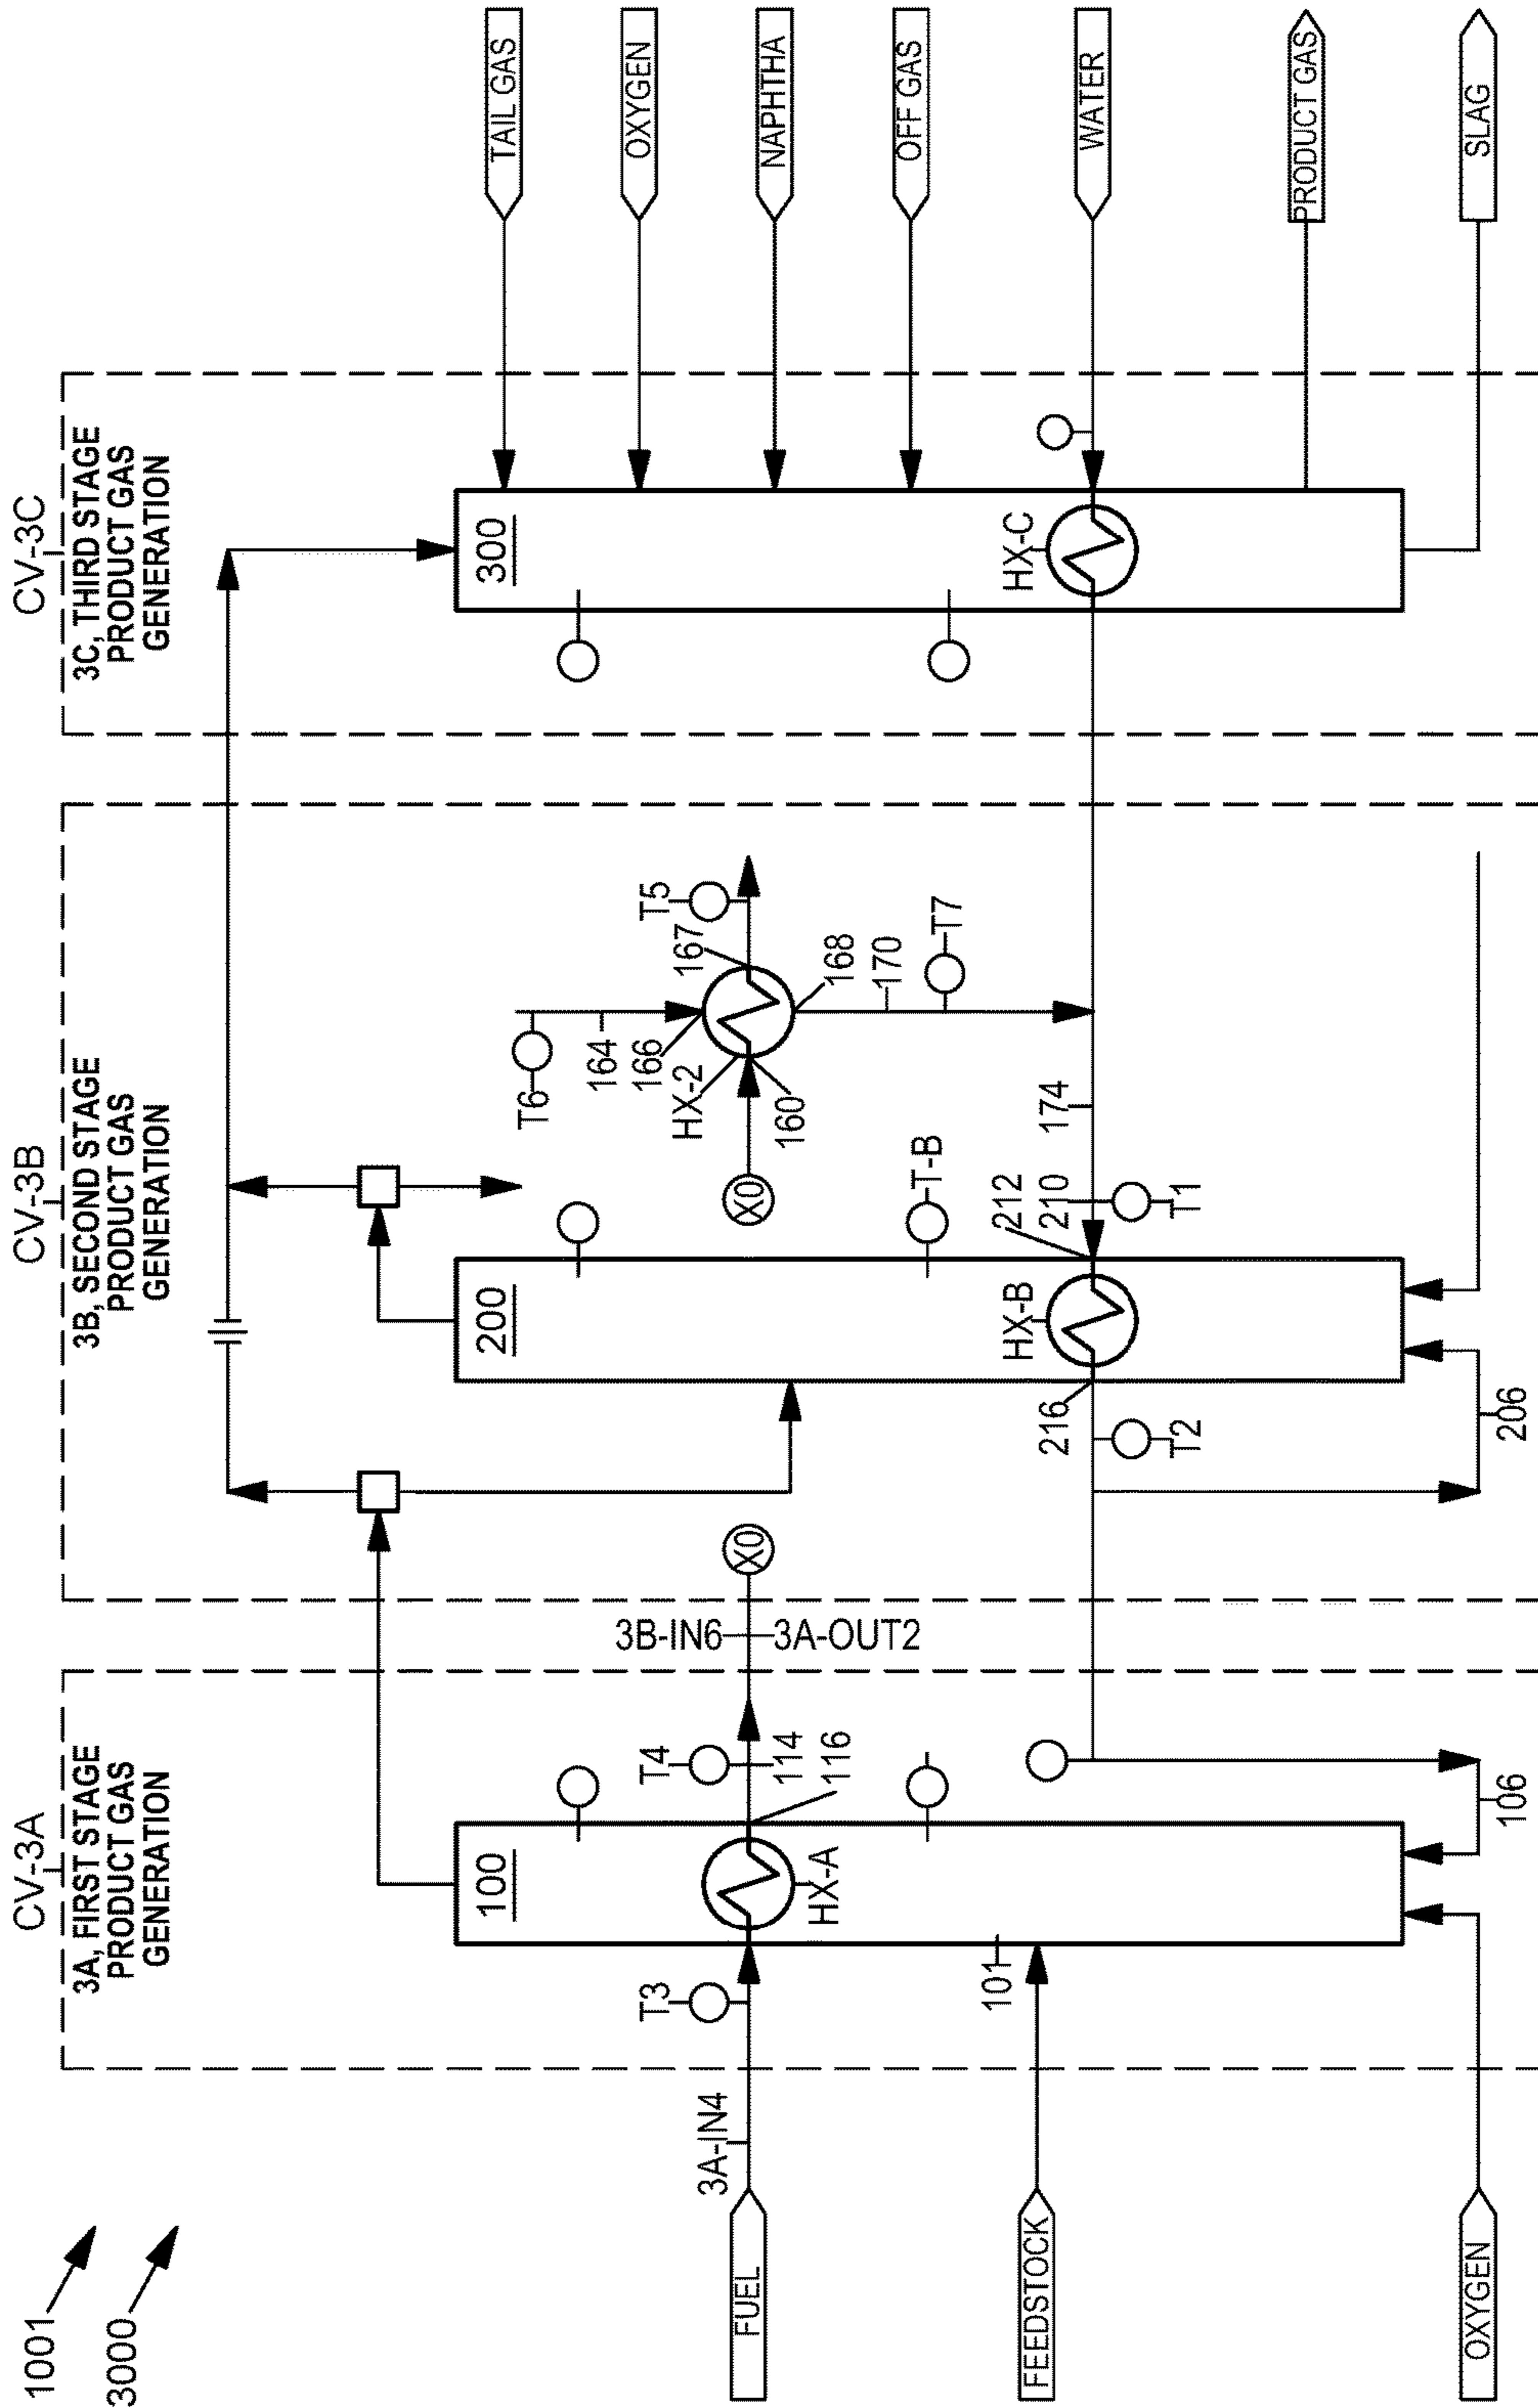 1001
3000
CV-3A
3A, FIRST STAGE
PRODUCT GAS
GENERATION
CV-3B
3B, SECOND STAGE
PRODUCT GAS
GENERATION
CV-3C
3C, THIRD STAGE
PRODUCT GAS
GENERATION
FUEL
3A-IN4
T3
100
HX-A
T4
114
116
3B-IN6
3A-OUT2
X0
FEEDSTOCK
101
OXYGEN
106
200
X0
160
HX-2
166
164
T6
167
T5
168
170
T7
T-B
HX-B
212
210
T1
174
216
T2
206
300
HX-C
TAIL GAS
OXYGEN
NAPHTHA
OFF GAS
WATER
PRODUCT GAS
SLAG